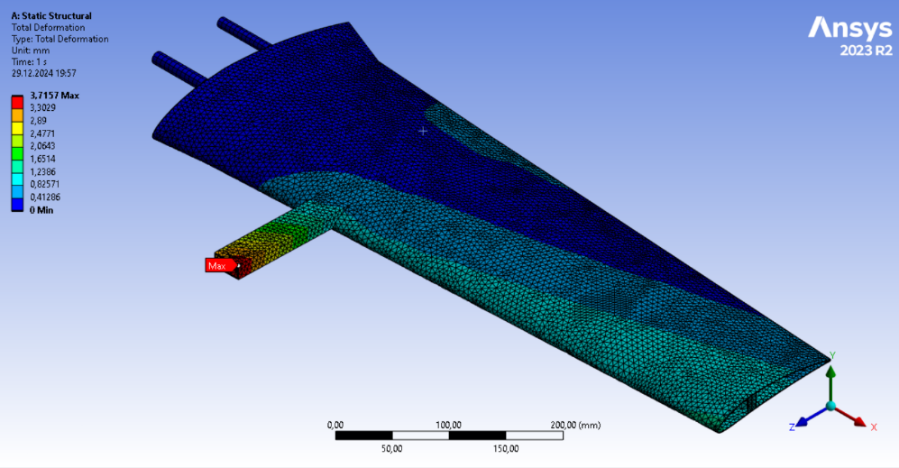 A: Static Structural
Total Deformation
Type: Total Deformation
Unit: mm
Time: 1 s
29.12.2024 19:57
3,7157 Max
3,3029
2,89
2,4771
2,0643
1,6514
1,2386
0,82571
0,41286
0 Min
Ansys
2023 R2
Max
0,00
100,00
200,00 (mm)
50,00
150,00
Y
Z
X